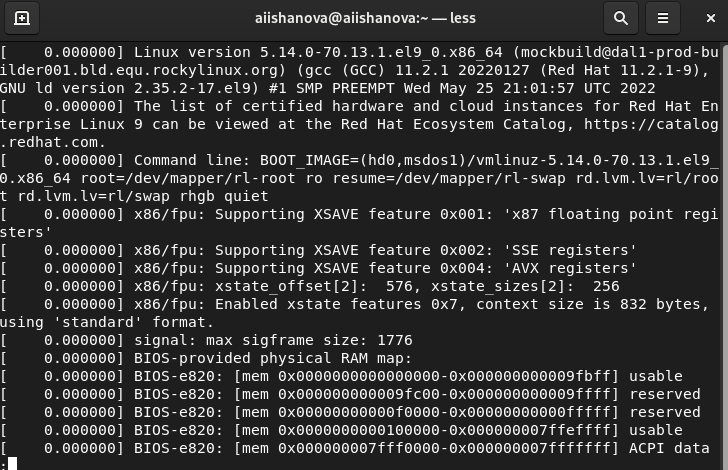 aiishanova@aiishanova:~ — less
[    0.000000] Linux version 5.14.0-70.13.1.el9_0.x86_64 (mockbuild@dal1-prod-bu
ilder001.bld.equ.rockylinux.org) (gcc (GCC) 11.2.1 20220127 (Red Hat 11.2.1-9),
GNU ld version 2.35.2-17.el9) #1 SMP PREEMPT Wed May 25 21:01:57 UTC 2022
[    0.000000] The list of certified hardware and cloud instances for Red Hat En
terprise Linux 9 can be viewed at the Red Hat Ecosystem Catalog, https://catalog
.redhat.com.
[    0.000000] Command line: BOOT_IMAGE=(hd0,msdos1)/vmlinuz-5.14.0-70.13.1.el9_
0.x86_64 root=/dev/mapper/rl-root ro resume=/dev/mapper/rl-swap rd.lvm.lv=rl/roo
t rd.lvm.lv=rl/swap rhgb quiet
[    0.000000] x86/fpu: Supporting XSAVE feature 0x001: 'x87 floating point regi
sters'
[    0.000000] x86/fpu: Supporting XSAVE feature 0x002: 'SSE registers'
[    0.000000] x86/fpu: Supporting XSAVE feature 0x004: 'AVX registers'
[    0.000000] x86/fpu: xstate_offset[2]:  576, xstate_sizes[2]:  256
[    0.000000] x86/fpu: Enabled xstate features 0x7, context size is 832 bytes,
using 'standard' format.
[    0.000000] signal: max sigframe size: 1776
[    0.000000] BIOS-provided physical RAM map:
[    0.000000] BIOS-e820: [mem 0x0000000000000000-0x000000000009fbff] usable
[    0.000000] BIOS-e820: [mem 0x000000000009fc00-0x000000000009ffff] reserved
[    0.000000] BIOS-e820: [mem 0x00000000000f0000-0x00000000000fffff] reserved
[    0.000000] BIOS-e820: [mem 0x0000000000100000-0x000000007ffeffff] usable
[    0.000000] BIOS-e820: [mem 0x000000007fff0000-0x000000007fffffff] ACPI data
: